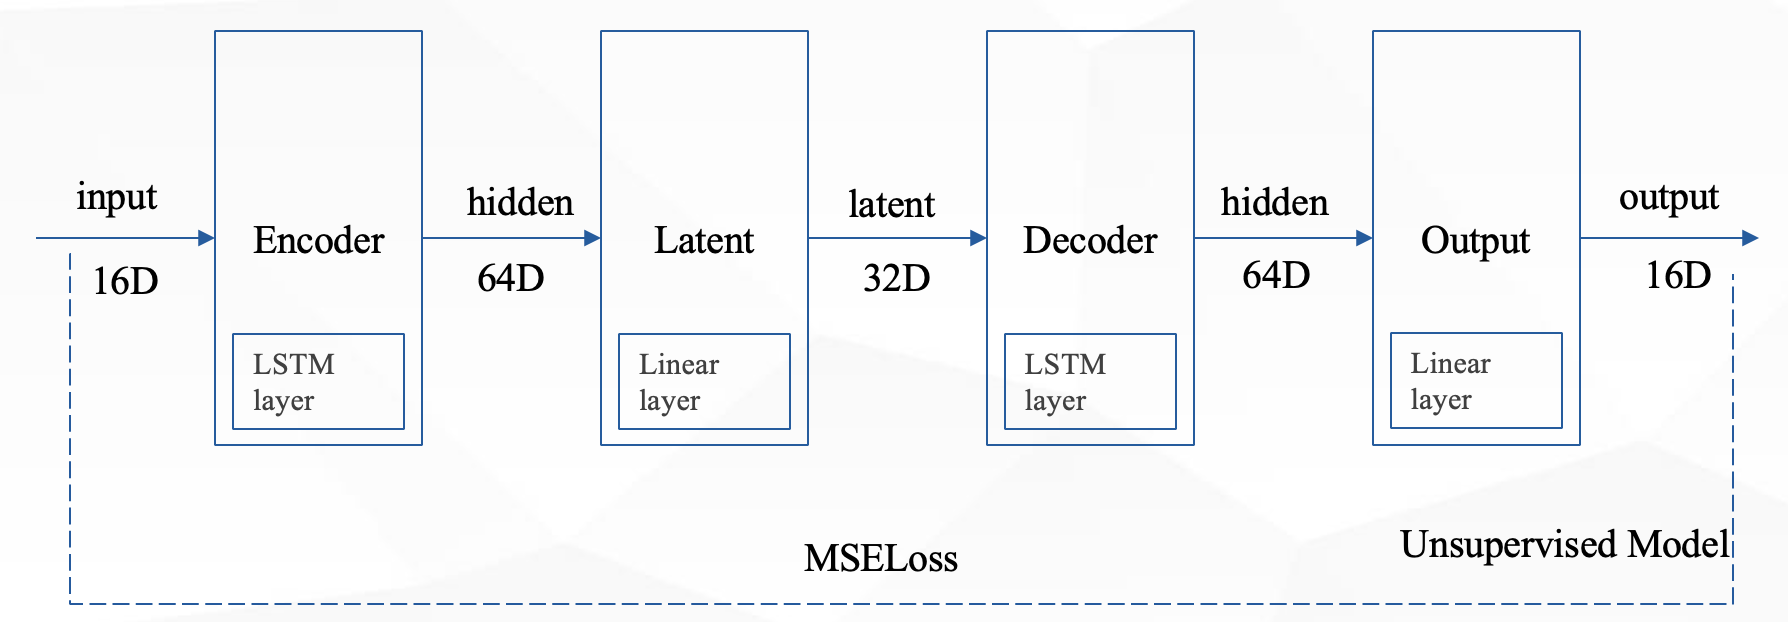 input
16D
Encoder
LSTM
layer
hidden
64D
Latent
Linear
layer
latent
32D
Decoder
LSTM
layer
hidden
64D
Output
Linear
layer
output
16D
MSELoss
Unsupervised Model